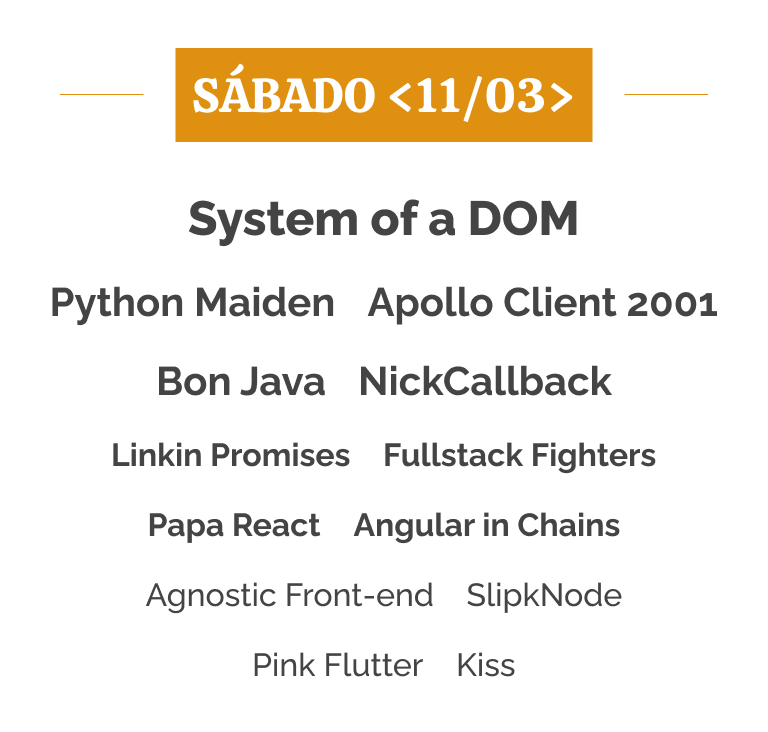 SÁBADO <11/03>
System of a DOM
Python Maiden Apollo Client 2001
Bon Java NickCallback
Linkin Promises Fullstack Fighters
Papa React Angular in Chains
Agnostic Front-end SlipkNode
Pink Flutter Kiss